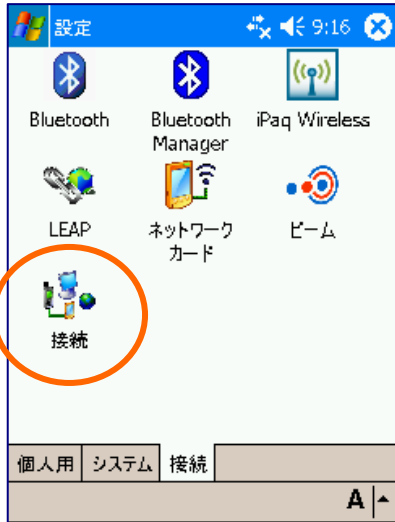 設定 9:16
Bluetooth
Bluetooth
Manager
iPaq Wireless
LEAP
ネットワーク
カード
ビーム
接続
個人用 システム 接続
A